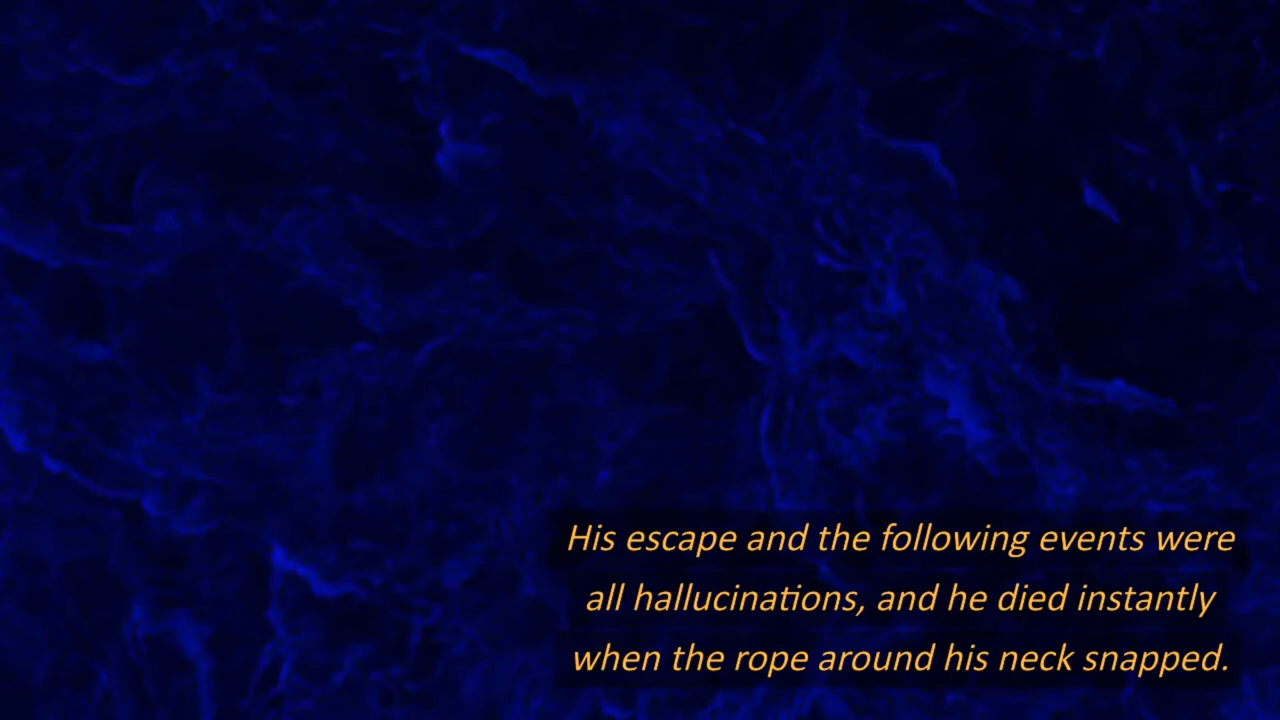 His escape and the following events were
all hallucinations, and he died instantly
when the rope around his neck snapped.